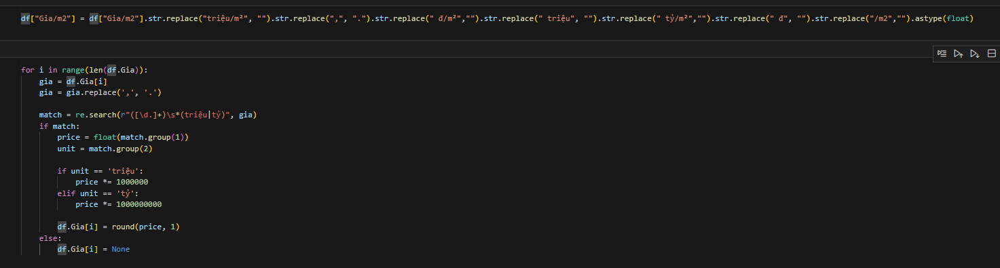 df["Gia/m2"] = df["Gia/m2"].str.replace("triệu/m²", "").str.replace(",", ".").str.replace(" đ/m²","").str.replace(" triệu", "").str.replace(" tỷ/m²","").str.replace(" đ", "").str.replace("/m2","").astype(float)
for i in range(len(df.Gia)):
    gia = df.Gia[i]
    gia = gia.replace(',', '.')
    match = re.search(r"([\d.]+)\s*(triệu|tỷ)", gia)
    if match:
        price = float(match.group(1))
        unit = match.group(2)
        if unit == 'triệu':
            price *= 1000000
        elif unit == 'tỷ':
            price *= 1000000000
        df.Gia[i] = round(price, 1)
    else:
        df.Gia[i] = None